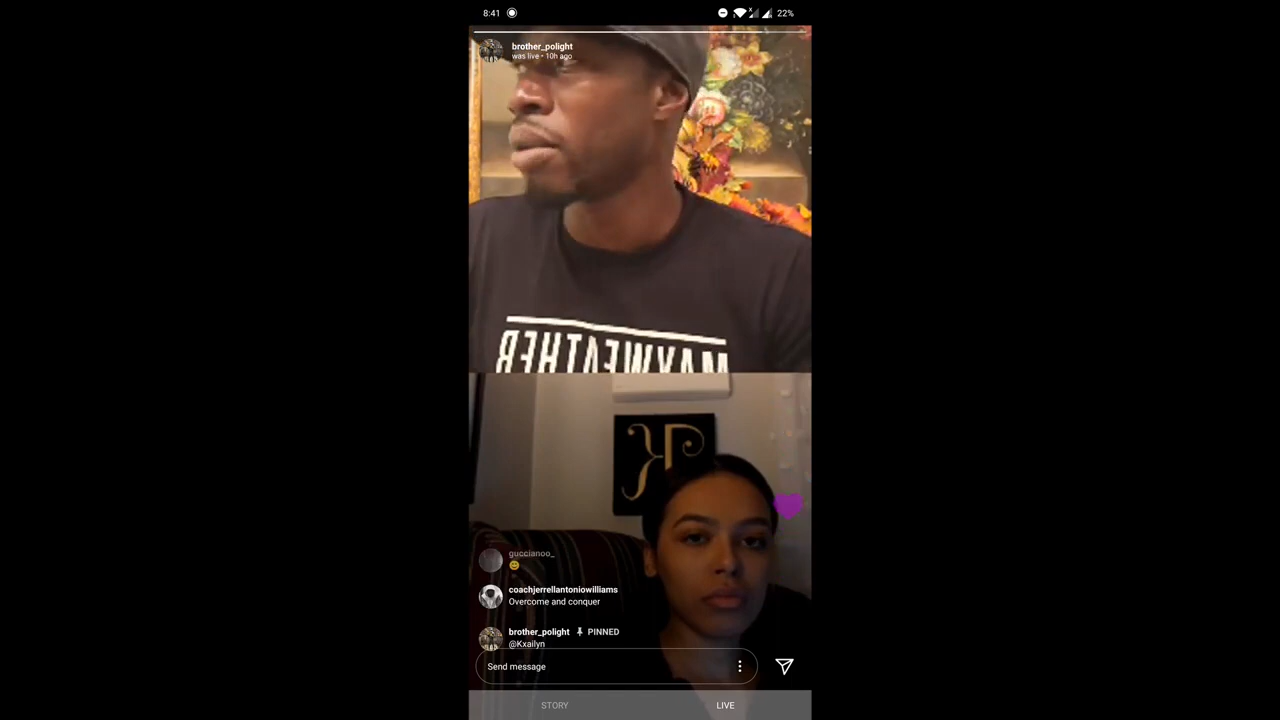 8:41 22%
brother_polight
was live • 10h ago
MAYWEATHER
guccianoo_
coachjerrellantoniowilliams
Overcome and conquer
brother_polight PINNED
@Kxailyn
Send message
STORY LIVE